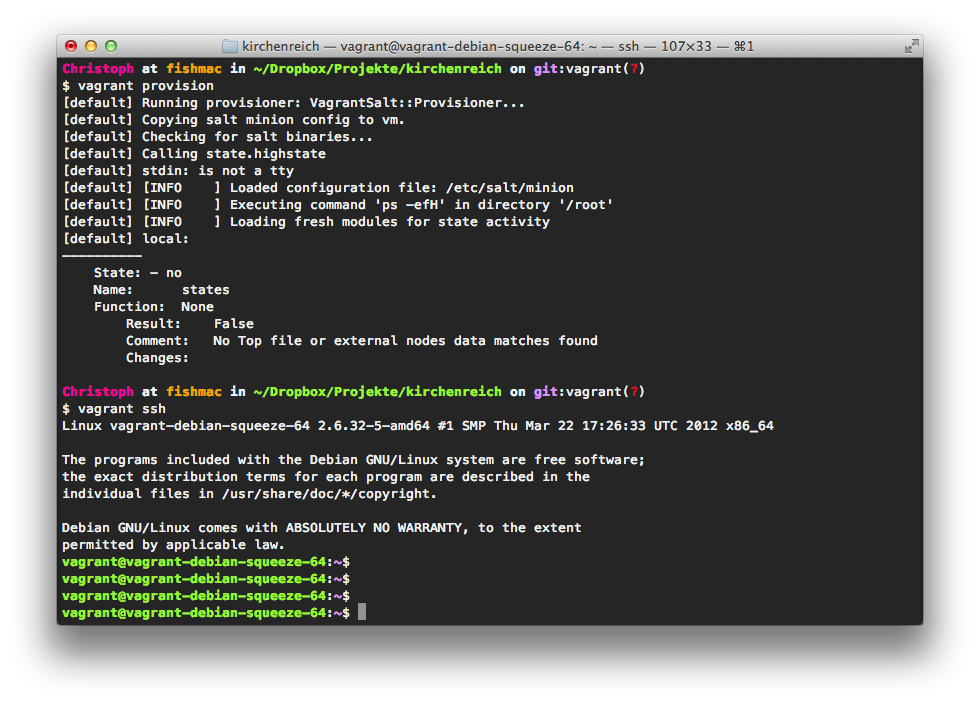 kirchenreich — vagrant@vagrant-debian-squeeze-64: ~ — ssh — 107×33 — ⌘1
Christoph at fishmac in ~/Dropbox/Projekte/kirchenreich on git:vagrant(?)
$ vagrant provision
[default] Running provisioner: VagrantSalt::Provisioner...
[default] Copying salt minion config to vm.
[default] Checking for salt binaries...
[default] Calling state.highstate
[default] stdin: is not a tty
[default] [INFO    ] Loaded configuration file: /etc/salt/minion
[default] [INFO    ] Executing command 'ps -efH' in directory '/root'
[default] [INFO    ] Loading fresh modules for state activity
[default] local:
----------
    State: - no
    Name:      states
    Function:  None
        Result:    False
        Comment:   No Top file or external nodes data matches found
        Changes:
Christoph at fishmac in ~/Dropbox/Projekte/kirchenreich on git:vagrant(?)
$ vagrant ssh
Linux vagrant-debian-squeeze-64 2.6.32-5-amd64 #1 SMP Thu Mar 22 17:26:33 UTC 2012 x86_64
The programs included with the Debian GNU/Linux system are free software;
the exact distribution terms for each program are described in the
individual files in /usr/share/doc/*/copyright.
Debian GNU/Linux comes with ABSOLUTELY NO WARRANTY, to the extent
permitted by applicable law.
vagrant@vagrant-debian-squeeze-64:~$
vagrant@vagrant-debian-squeeze-64:~$
vagrant@vagrant-debian-squeeze-64:~$
vagrant@vagrant-debian-squeeze-64:~$